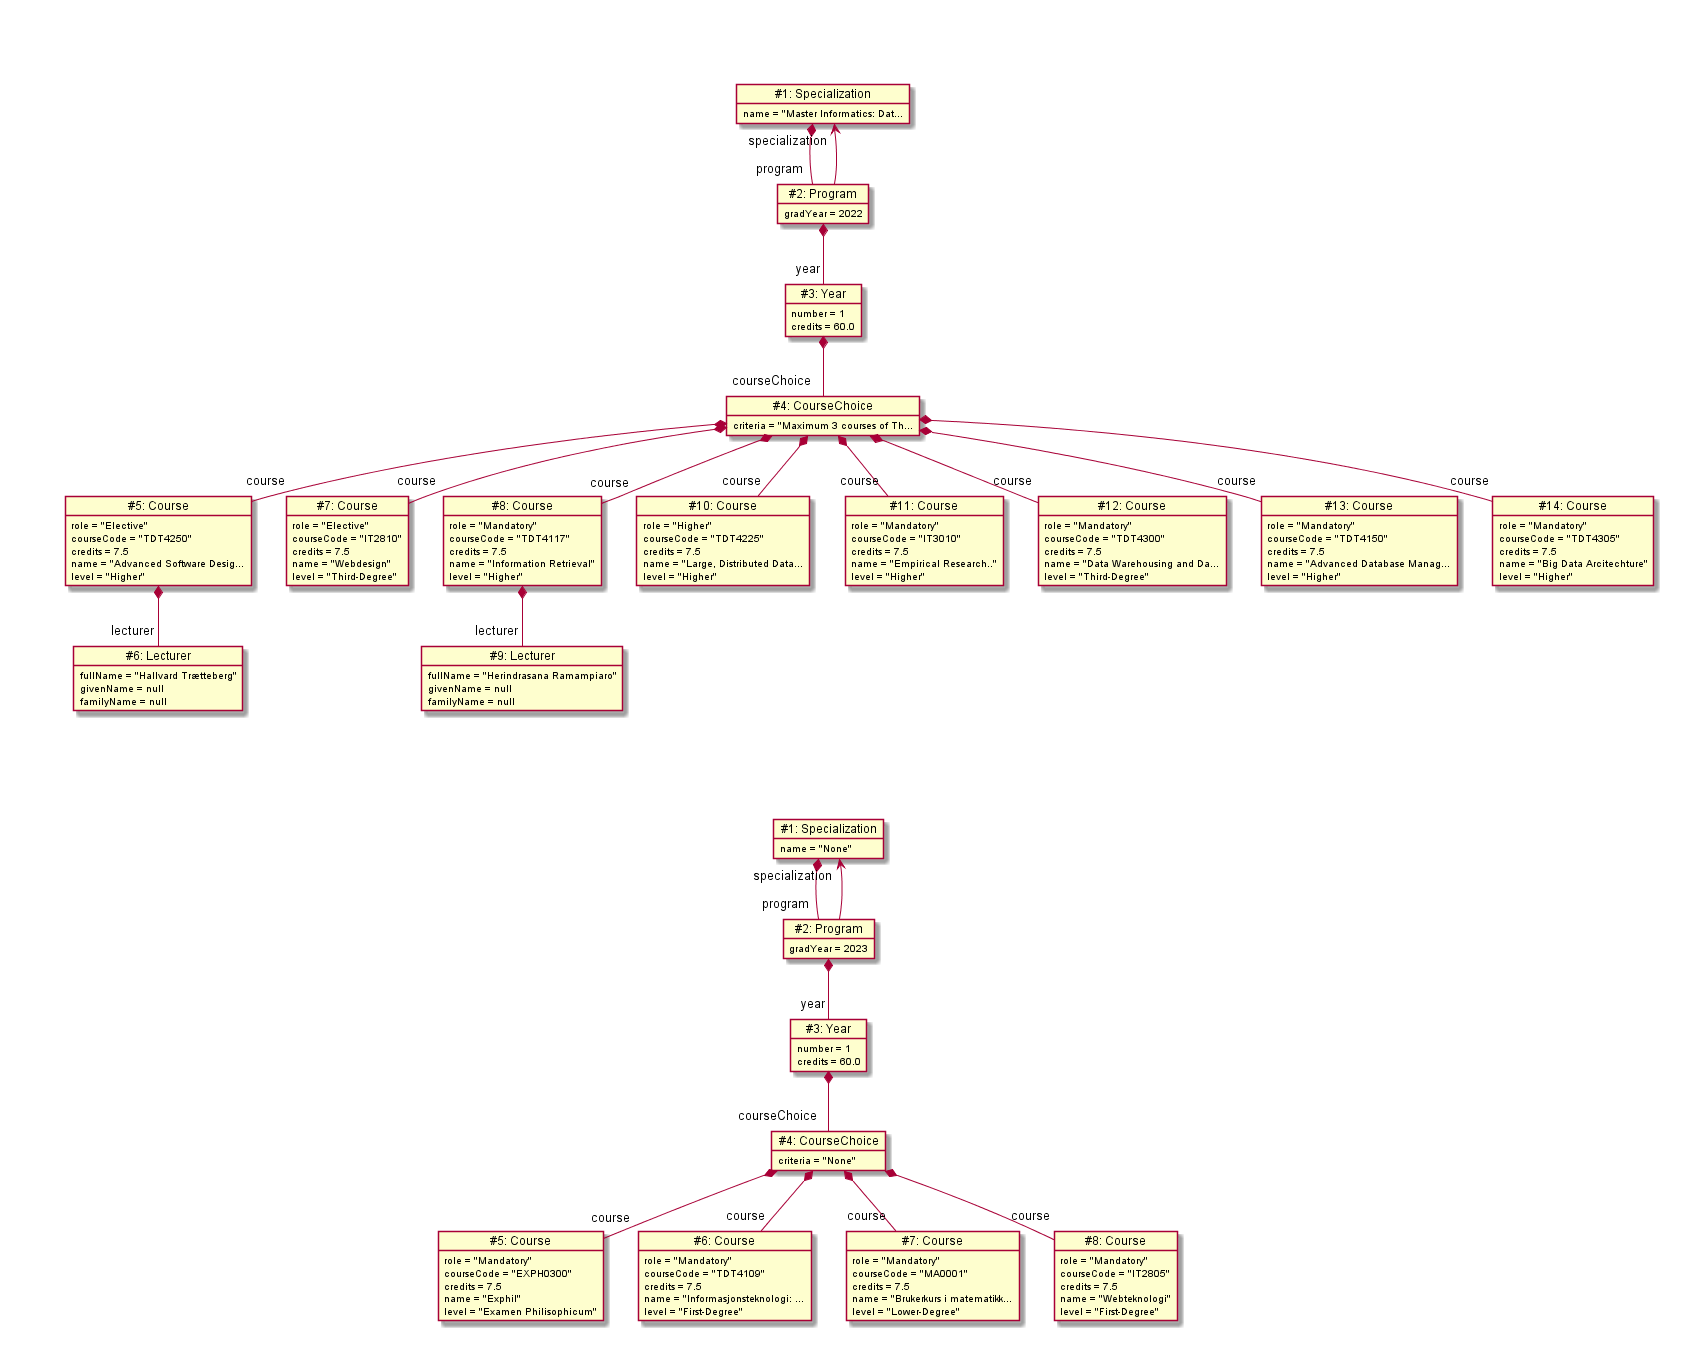 #1: Specialization
name = "Master Informatics: Dat...
specialization
program
#2: Program
gradYear = 2022
year
#3: Year
number = 1
credits = 60.0
courseChoice
#4: CourseChoice
criteria = "Maximum 3 courses of Th...
course
course
course
course
course
course
course
course
#5: Course
role = "Elective"
courseCode = "TDT4250"
credits = 7.5
name = "Advanced Software Desig...
level = "Higher"
#7: Course
role = "Elective"
courseCode = "IT2810"
credits = 7.5
name = "Webdesign"
level = "Third-Degree"
#8: Course
role = "Mandatory"
courseCode = "TDT4117"
credits = 7.5
name = "Information Retrieval"
level = "Higher"
#10: Course
role = "Higher"
courseCode = "TDT4225"
credits = 7.5
name = "Large, Distributed Data...
level = "Higher"
#11: Course
role = "Mandatory"
courseCode = "IT3010"
credits = 7.5
name = "Empirical Research.."
level = "Higher"
#12: Course
role = "Mandatory"
courseCode = "TDT4300"
credits = 7.5
name = "Data Warehousing and Da...
level = "Third-Degree"
#13: Course
role = "Mandatory"
courseCode = "TDT4150"
credits = 7.5
name = "Advanced Database Manag...
level = "Higher"
#14: Course
role = "Mandatory"
courseCode = "TDT4305"
credits = 7.5
name = "Big Data Arcitechture"
level = "Higher"
lecturer
lecturer
#6: Lecturer
fullName = "Hallvard Trætteberg"
givenName = null
familyName = null
#9: Lecturer
fullName = "Herindrasana Ramampiaro"
givenName = null
familyName = null
#1: Specialization
name = "None"
specialization
program
#2: Program
gradYear = 2023
year
#3: Year
number = 1
credits = 60.0
courseChoice
#4: CourseChoice
criteria = "None"
course
course
course
course
#5: Course
role = "Mandatory"
courseCode = "EXPH0300"
credits = 7.5
name = "Exphil"
level = "Examen Philisophicum"
#6: Course
role = "Mandatory"
courseCode = "TDT4109"
credits = 7.5
name = "Informasjonsteknologi: ...
level = "First-Degree"
#7: Course
role = "Mandatory"
courseCode = "MA0001"
credits = 7.5
name = "Brukerkurs i matematikk...
level = "Lower-Degree"
#8: Course
role = "Mandatory"
courseCode = "IT2805"
credits = 7.5
name = "Webteknologi"
level = "First-Degree"